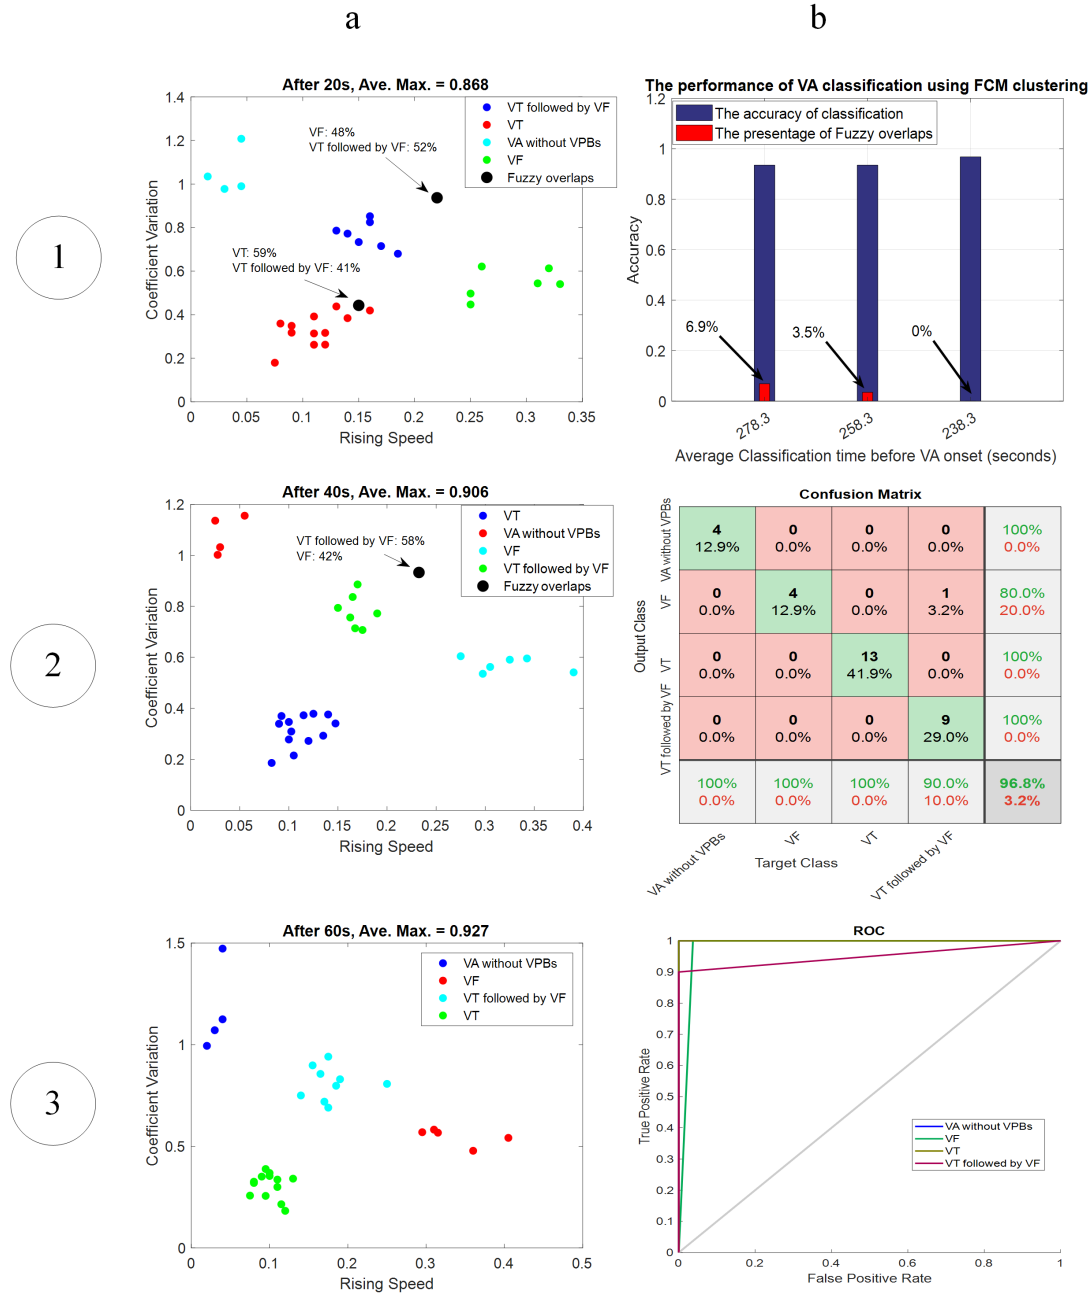 a
b
1
After 20s, Ave. Max. = 0.868
Coefficient Variation
1.4
1.2
1
0.8
0.6
0.4
0.2
0
VF: 48%
VT followed by VF: 52%
VT: 59%
VT followed by VF: 41%
VT followed by VF
VT
VA without VPBs
VF
Fuzzy overlaps
0
0.05
0.1
0.15
0.2
0.25
0.3
0.35
Rising Speed
The performance of VA classification using FCM clustering
Accuracy
1.2
1
0.8
0.6
0.4
0.2
0
The accuracy of classification
The presentage of Fuzzy overlaps
6.9%
3.5%
0%
278.3
258.3
238.3
Average Classification time before VA onset (seconds)
2
After 40s, Ave. Max. = 0.906
Coefficient Variation
1.2
1
0.8
0.6
0.4
0.2
0
VT followed by VF: 58%
VF: 42%
VT
VA without VPBs
VF
VT followed by VF
Fuzzy overlaps
0
0.05
0.1
0.15
0.2
0.25
0.3
0.35
0.4
Rising Speed
Confusion Matrix
Output Class
VA without VPBs
VF
VT
VT followed by VF
4 0 0 0 100%
12.9% 0.0% 0.0% 0.0% 0.0%
0 4 0 1 80.0%
0.0% 12.9% 0.0% 3.2% 20.0%
0 0 13 0 100%
0.0% 0.0% 41.9% 0.0% 0.0%
0 0 0 9 100%
0.0% 0.0% 0.0% 29.0% 0.0%
100% 100% 100% 90.0% 96.8%
0.0% 0.0% 0.0% 10.0% 3.2%
VA without VPBs
VF
VT
VT followed by VF
Target Class
3
After 60s, Ave. Max. = 0.927
Coefficient Variation
1.5
1
0.5
0
VA without VPBs
VF
VT followed by VF
VT
0
0.1
0.2
0.3
0.4
0.5
Rising Speed
ROC
True Positive Rate
1
0.9
0.8
0.7
0.6
0.5
0.4
0.3
0.2
0.1
0
VA without VPBs
VF
VT
VT followed by VF
0
0.2
0.4
0.6
0.8
1
False Positive Rate